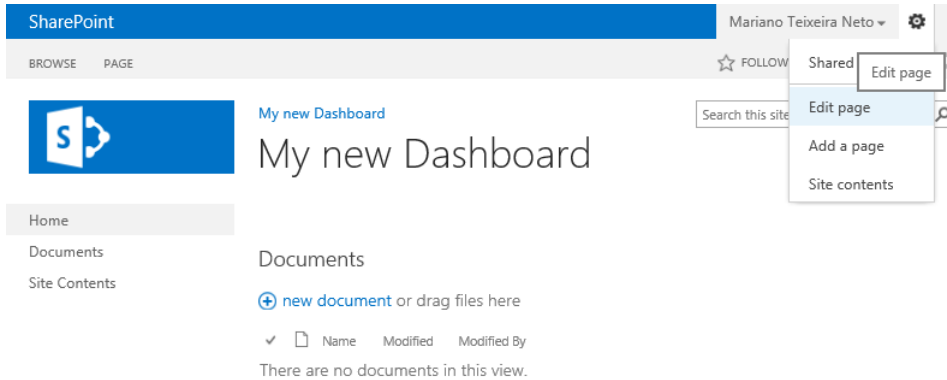 SharePoint Mariano Teixeira Neto
BROWSE PAGE FOLLOW Shared Edit page
S
My new Dashboard Search this site Edit page
My new Dashboard
Add a page
Site contents
Home
Documents
Site Contents
Documents
new document or drag files here
Name Modified Modified By
There are no documents in this view.